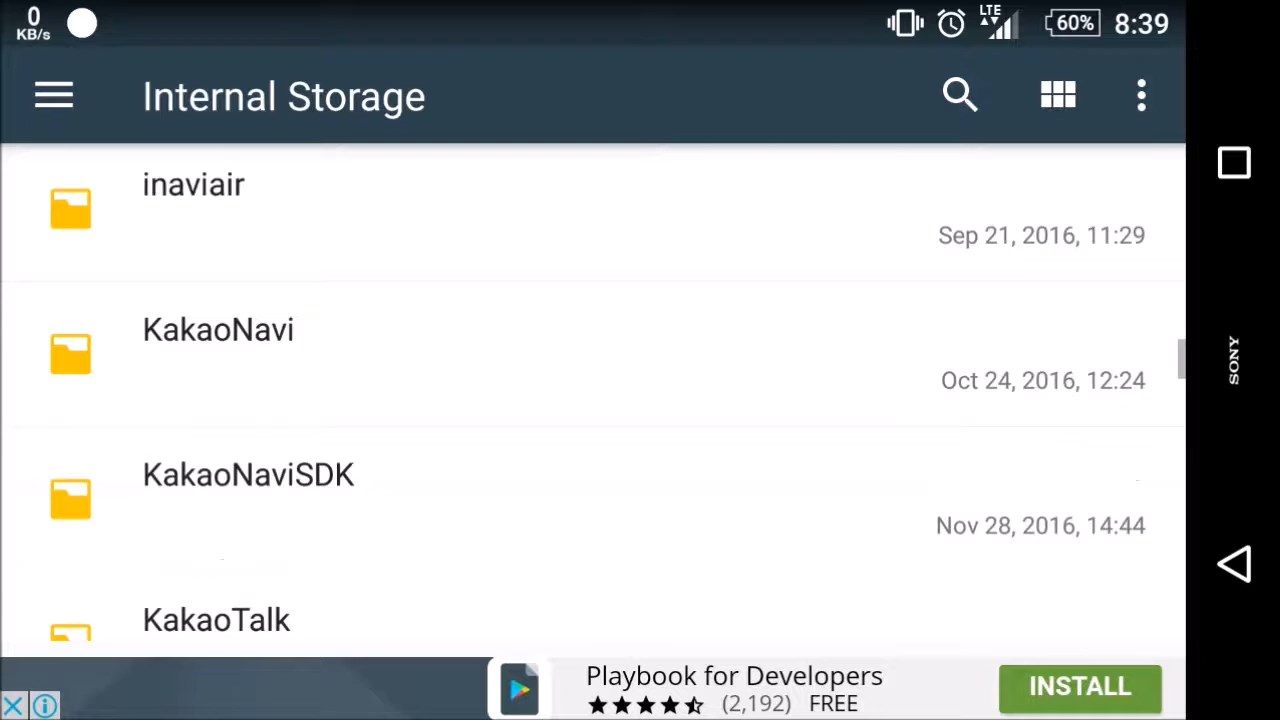 0
KB/s
LTE
60%
8:39
Internal Storage
inaviair
Sep 21, 2016, 11:29
KakaoNavi
Oct 24, 2016, 12:24
KakaoNaviSDK
Nov 28, 2016, 14:44
KakaoTalk
Playbook for Developers
(2,192) FREE
INSTALL
SONY